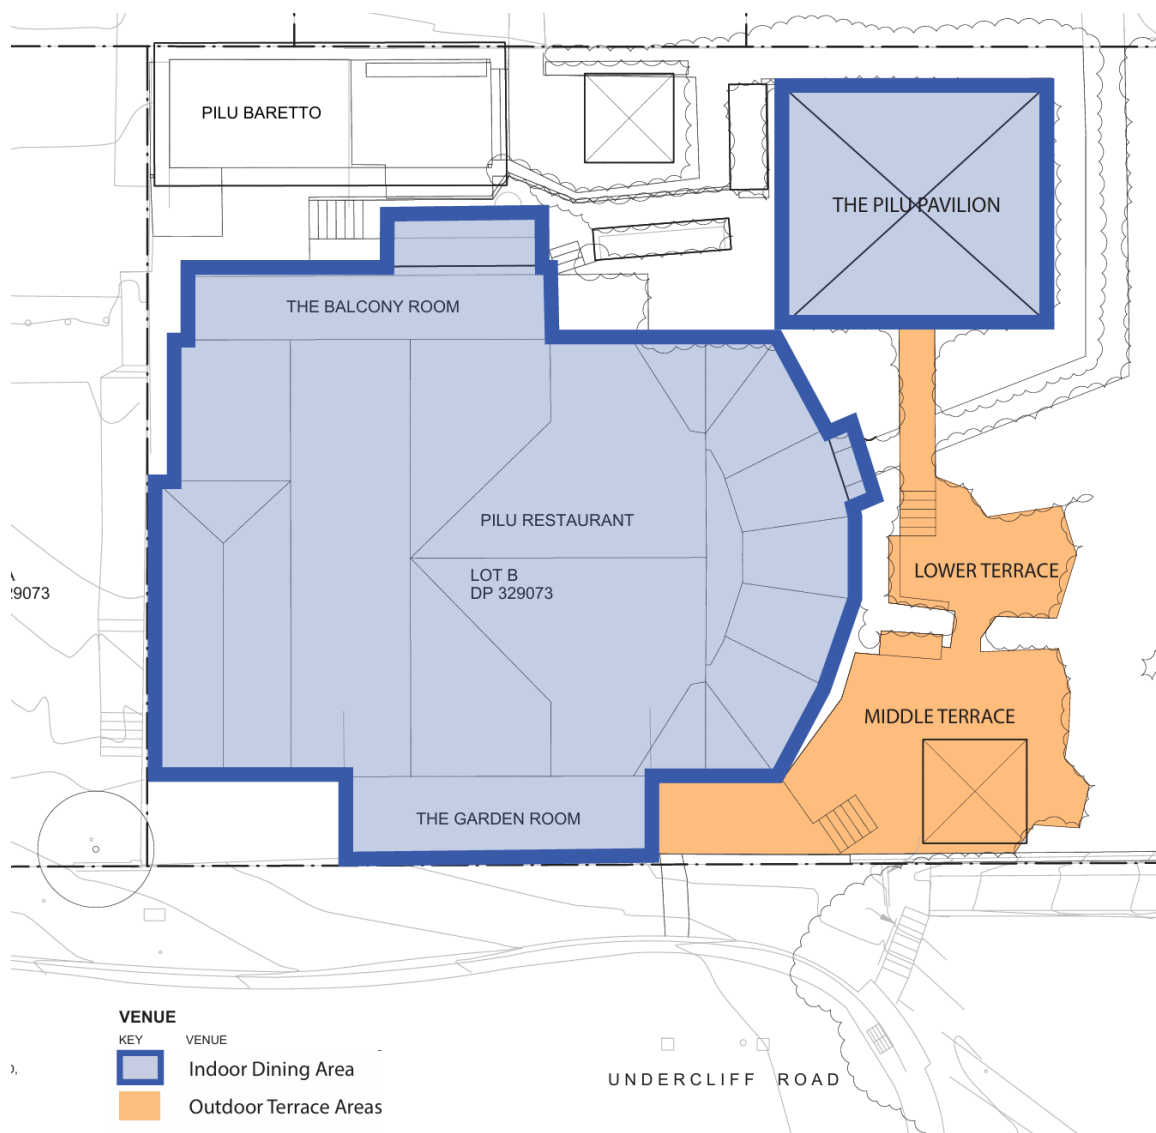 PILU BARETTO
THE PILU PAVILION
THE BALCONY ROOM
PILU RESTAURANT
LOT B
DP 329073
29073
LOWER TERRACE
MIDDLE TERRACE
THE GARDEN ROOM
VENUE
KEY VENUE
Indoor Dining Area
Outdoor Terrace Areas
UNDERCLIFF ROAD